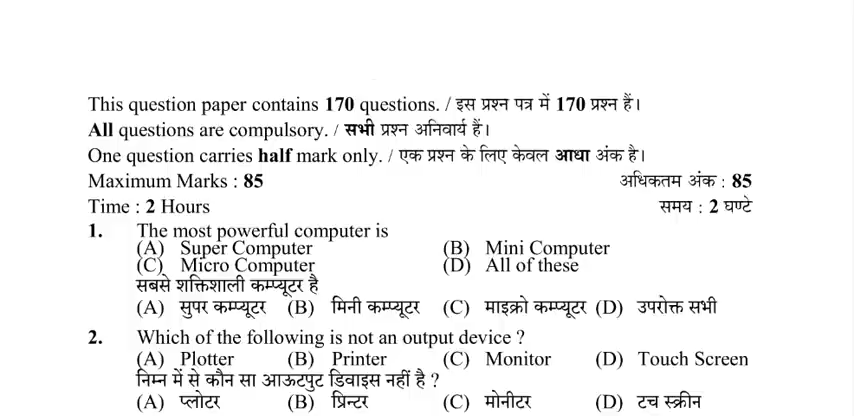 This question paper contains 170 questions. / इस प्रश्न पत्र में 170 प्रश्न हैं।
All questions are compulsory. / सभी प्रश्न अनिवार्य हैं।
One question carries half mark only. / एक प्रश्न के लिए केवल आधा अंक है।
Maximum Marks : 85 अधिकतम अंक : 85
Time : 2 Hours समय : 2 घण्टे
1. The most powerful computer is
(A) Super Computer (B) Mini Computer
(C) Micro Computer (D) All of these
सबसे शक्तिशाली कम्प्यूटर है
(A) सुपर कम्प्यूटर (B) मिनी कम्प्यूटर (C) माइक्रो कम्प्यूटर (D) उपरोक्त सभी
2. Which of the following is not an output device ?
(A) Plotter (B) Printer (C) Monitor (D) Touch Screen
निम्न में से कौन सा आऊटपुट डिवाइस नहीं है ?
(A) प्लोटर (B) प्रिन्टर (C) मोनीटर (D) टच स्क्रीन